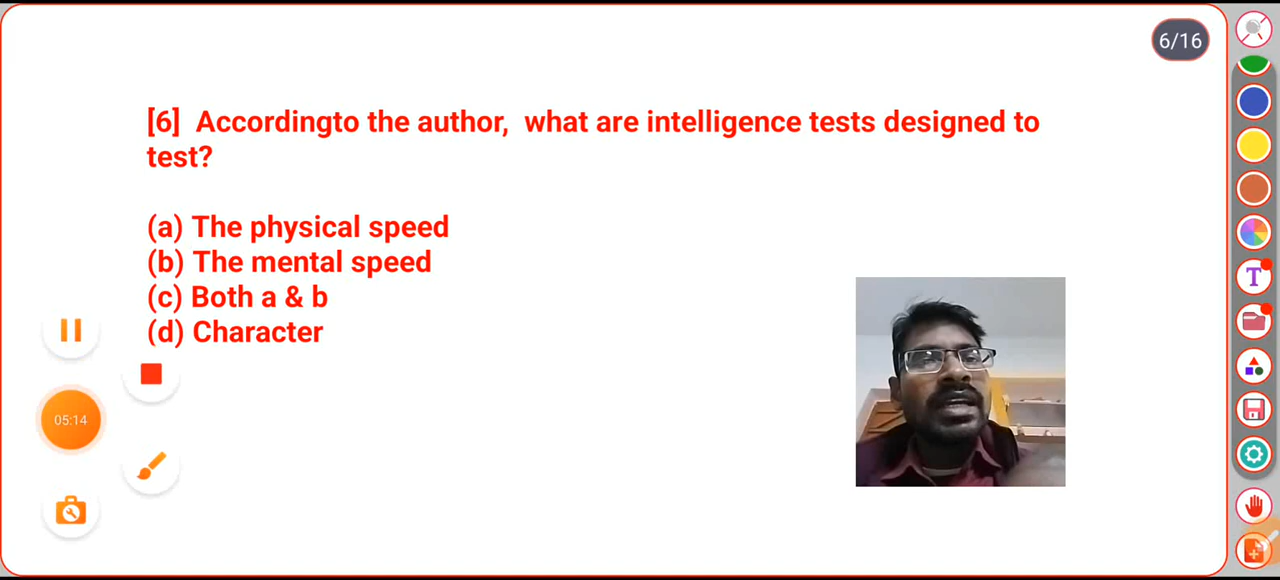 6/16
[6] Accordingto the author, what are intelligence tests designed to
test?
(a) The physical speed
(b) The mental speed
(c) Both a & b
(d) Character
05:14
T